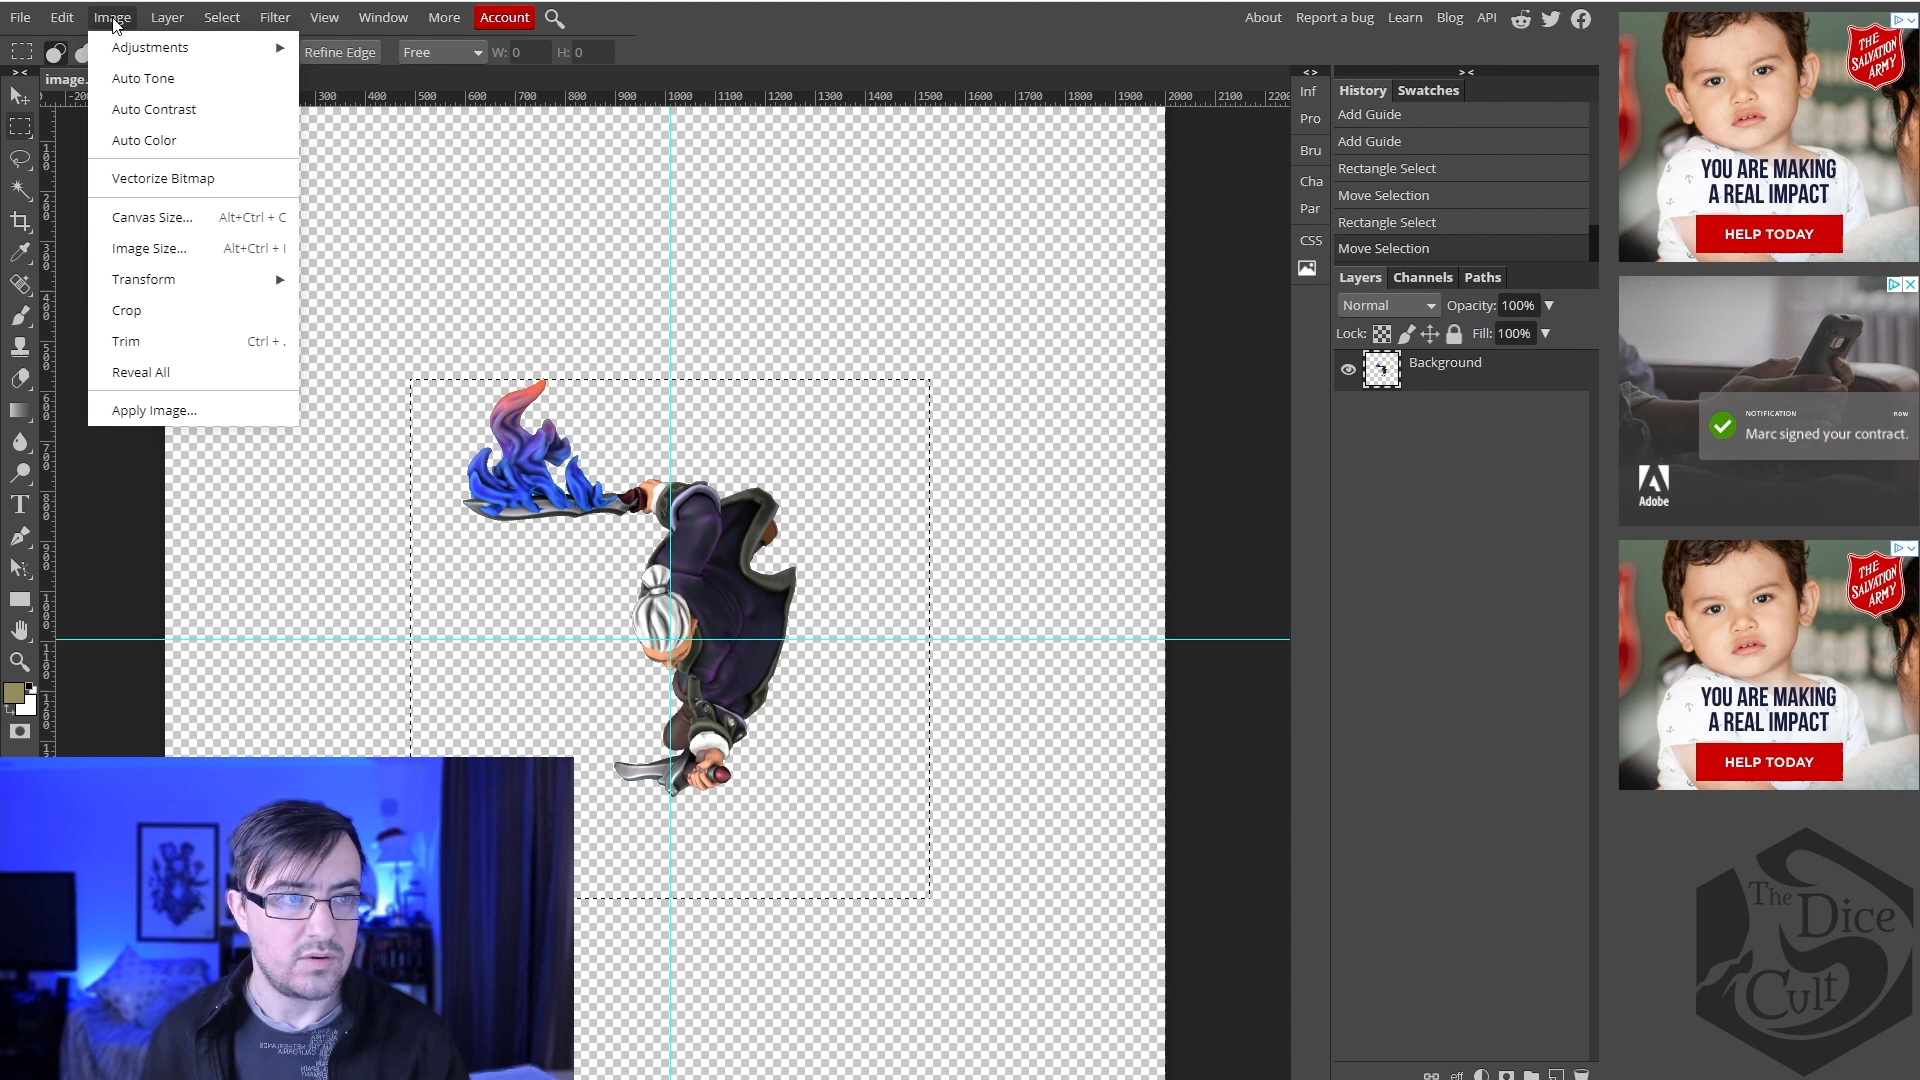 File Edit Image Layer Select Filter View Window More Account
About Report a bug Learn Blog API
Refine Edge Free W: 0 H: 0
image.
Adjustments
Auto Tone
Auto Contrast
Auto Color
Vectorize Bitmap
Canvas Size... Alt+Ctrl + C
Image Size... Alt+Ctrl + I
Transform
Crop
Trim Ctrl + .
Reveal All
Apply Image...
300 400 500 600 700 800 900 1000 1100 1200 1300 1400 1500 1600 1700 1800 1900 2000 2100 2200
Inf
Pro
Bru
Cha
Par
CSS
History Swatches
Add Guide
Add Guide
Rectangle Select
Move Selection
Rectangle Select
Move Selection
Layers Channels Paths
Normal Opacity: 100%
Lock: Fill: 100%
Background
eff
THE
SALVATION
ARMY
YOU ARE MAKING
A REAL IMPACT
HELP TODAY
NOTIFICATION now
Marc signed your contract.
Adobe
THE
SALVATION
ARMY
YOU ARE MAKING
A REAL IMPACT
HELP TODAY
The
Dice
Cult